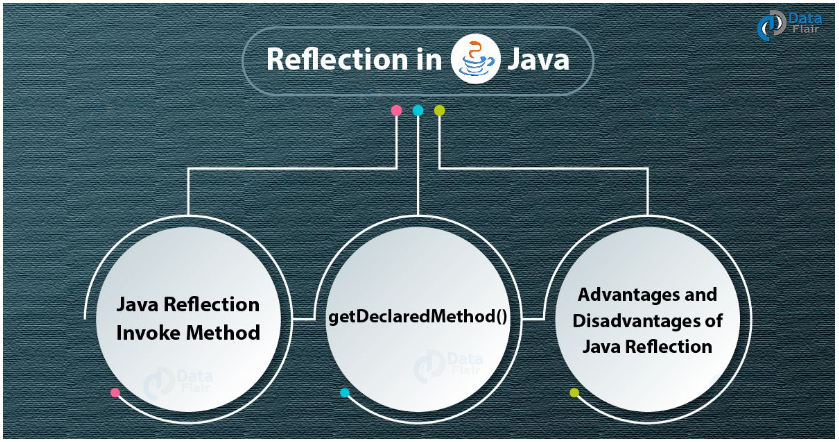 Data
Flair
Reflection in Java
Java Reflection
Invoke Method
getDeclaredMethod()
Advantages and
Disadvantages of
Java Reflection
Data
Flair
Data
Flair